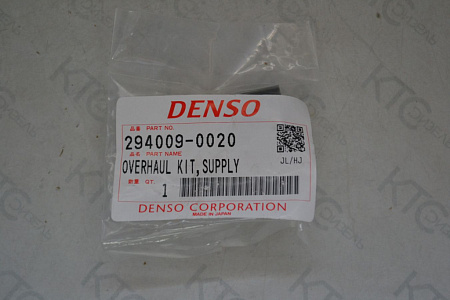 DENSO
品番 PART NO.
294009-0020
品名 PART NAME
OVERHAUL KIT,SUPPLY
JL/HJ
数量 QT.
1
DENSO CORPORATION
MADE IN JAPAN